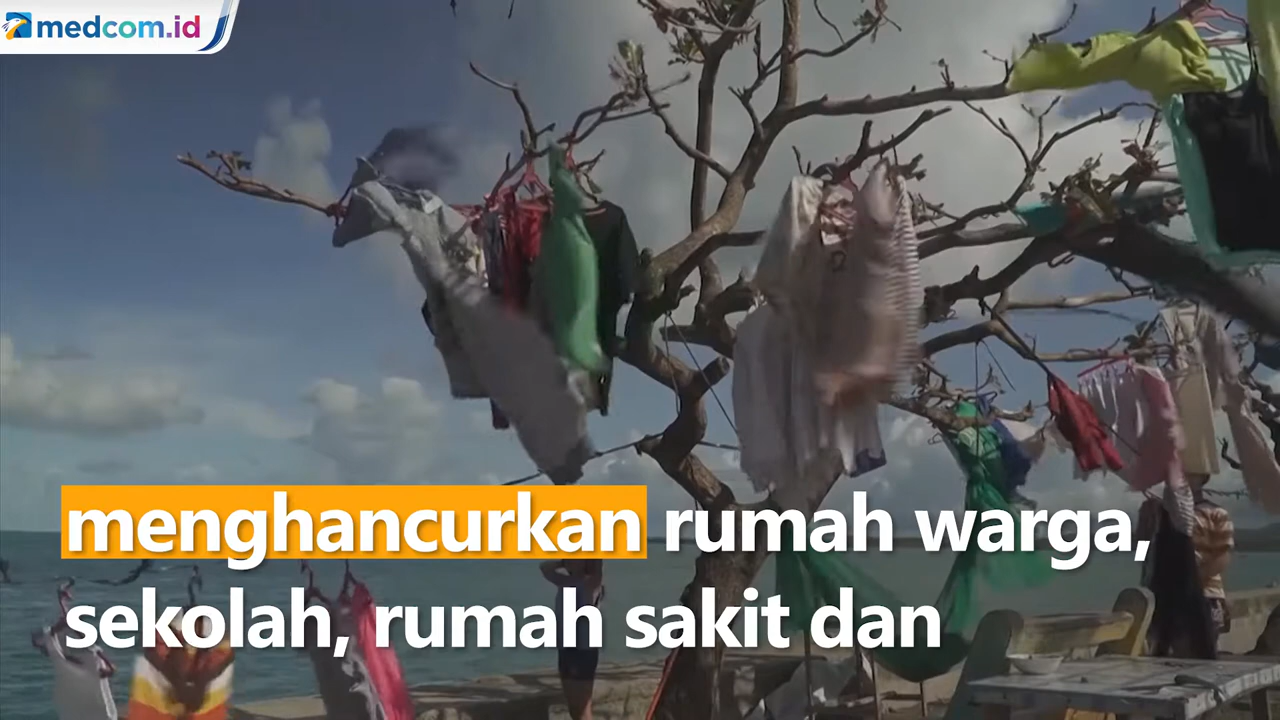 medcom.id
menghancurkan rumah warga,
sekolah, rumah sakit dan